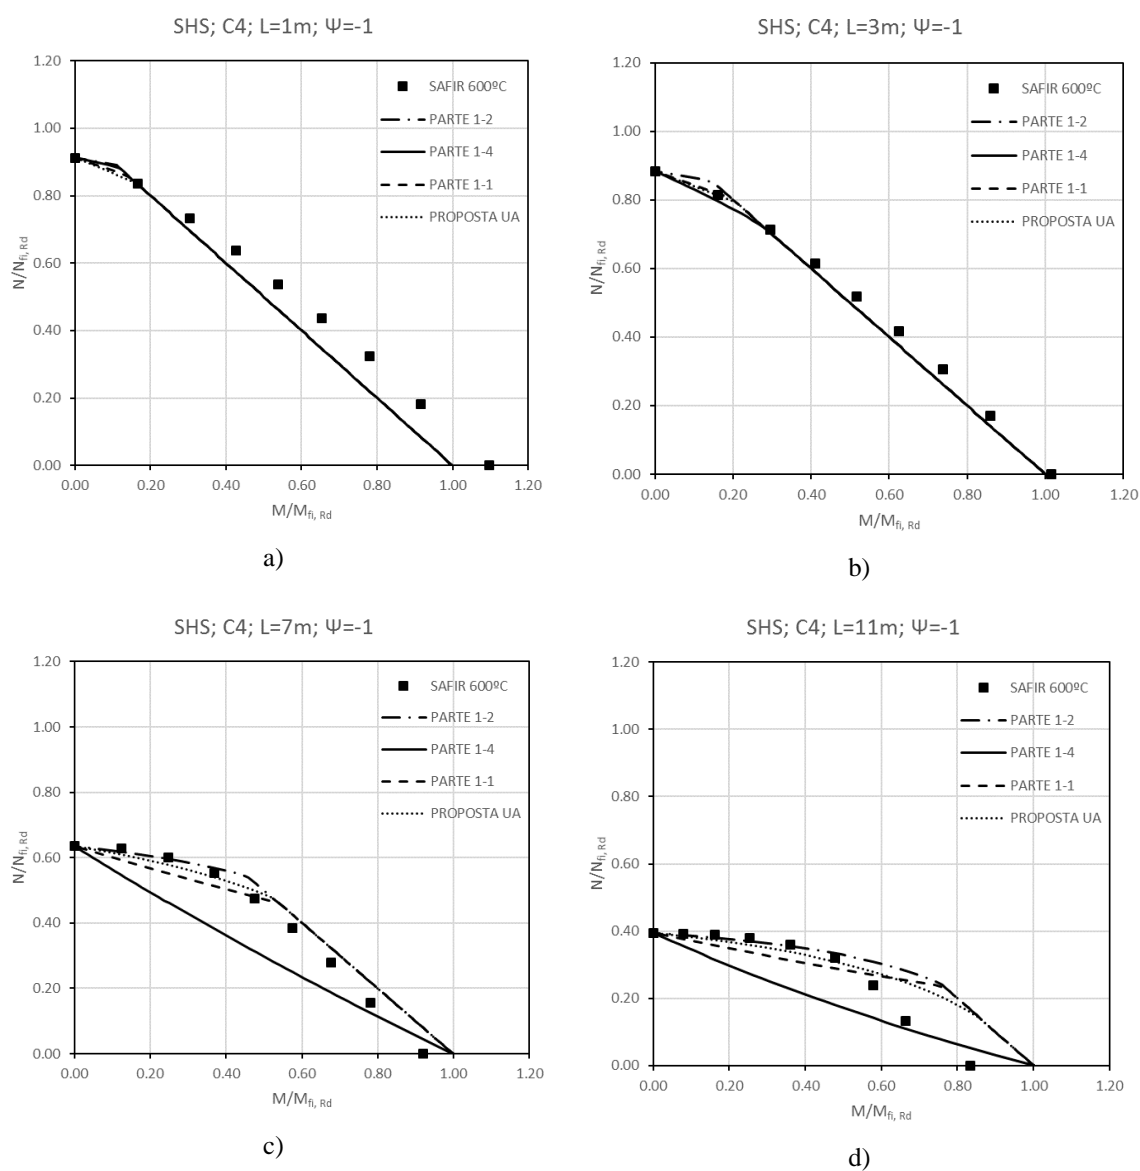 SHS; C4; L=1m; Ψ=-1
1.20
1.00
0.80
0.60
0.40
0.20
0.00
N/Nfi,Rd
0.00 0.20 0.40 0.60 0.80 1.00 1.20
M/Mfi, Rd
SAFIR 600ºC
PARTE 1-2
PARTE 1-4
PARTE 1-1
PROPOSTA UA
a)
SHS; C4; L=3m; Ψ=-1
1.20
1.00
0.80
0.60
0.40
0.20
0.00
N/Nfi, Rd
0.00 0.20 0.40 0.60 0.80 1.00 1.20
M/Mfi, Rd
SAFIR 600ºC
PARTE 1-2
PARTE 1-4
PARTE 1-1
PROPOSTA UA
b)
SHS; C4; L=7m; Ψ=-1
1.20
1.00
0.80
0.60
0.40
0.20
0.00
N/Nfi, Rd
0.00 0.20 0.40 0.60 0.80 1.00 1.20
M/Mfi, Rd
SAFIR 600ºC
PARTE 1-2
PARTE 1-4
PARTE 1-1
PROPOSTA UA
c)
SHS; C4; L=11m; Ψ=-1
1.20
1.00
0.80
0.60
0.40
0.20
0.00
N/Nfi, Rd
0.00 0.20 0.40 0.60 0.80 1.00 1.20
M/Mfi, Rd
SAFIR 600ºC
PARTE 1-2
PARTE 1-4
PARTE 1-1
PROPOSTA UA
d)